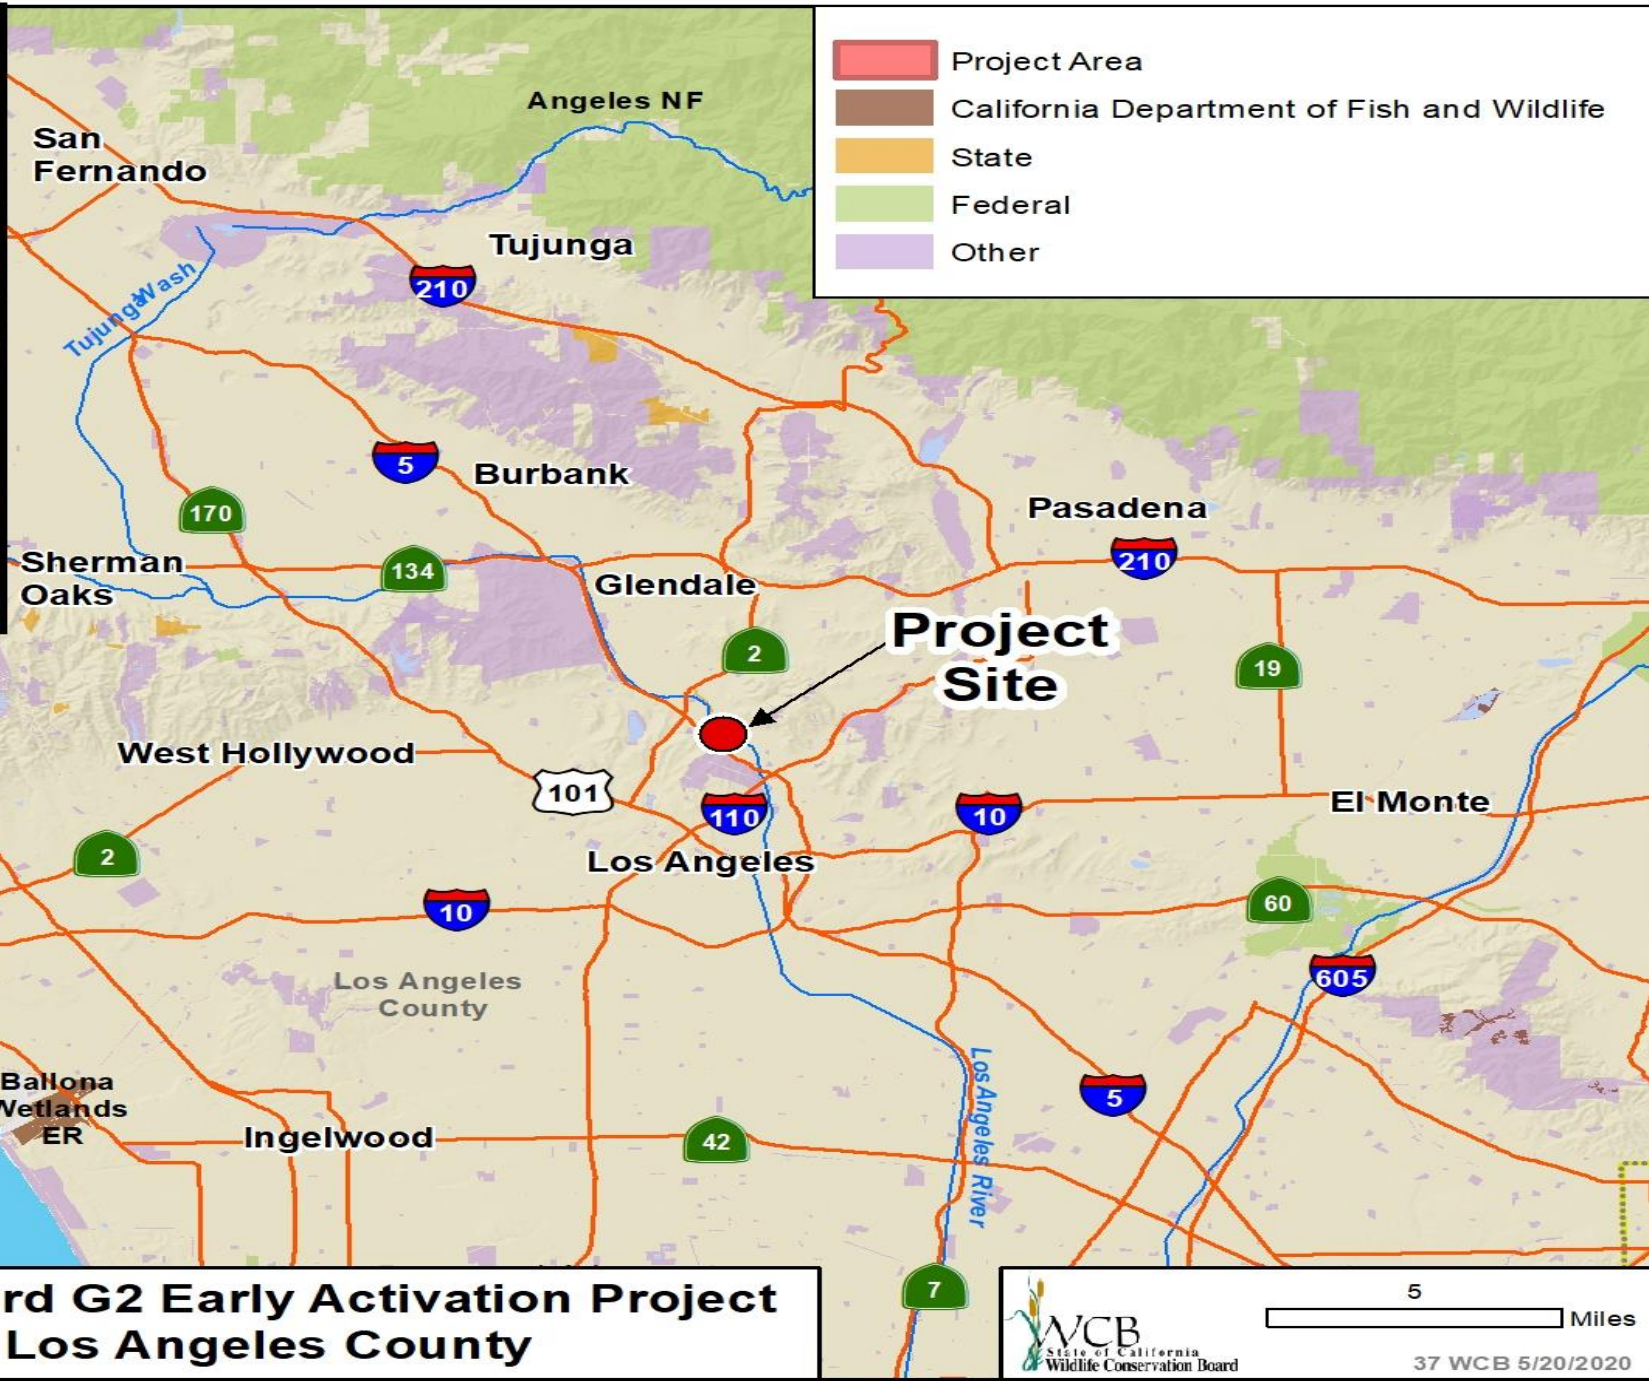 Project Area
California Department of Fish and Wildlife
State
Federal
Other
Angeles NF
San
Fernando
Tujunga
210
Tujunga Wash
5
Burbank
170
Pasadena
210
Sherman
Oaks
134
Glendale
Project
Site
2
19
West Hollywood
101
110
10
El Monte
2
Los Angeles
10
60
605
Los Angeles
County
5
Ballona
Wetlands
ER
Ingelwood
42
Los Angeles River
7
rd G2 Early Activation Project
Los Angeles County
WCB
State of California
Wildlife Conservation Board
5
Miles
37 WCB 5/20/2020